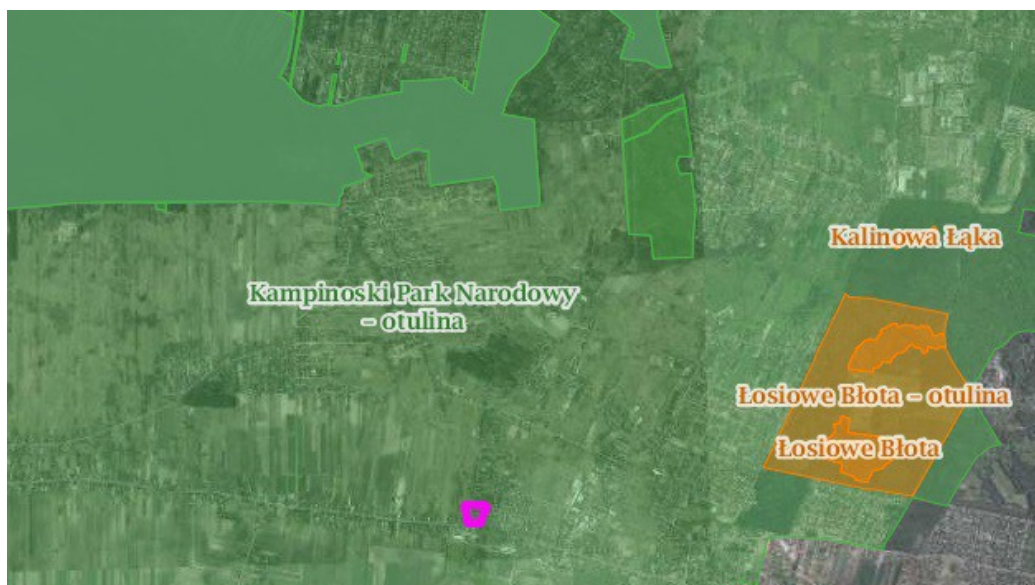 Kalinowa Łąka
Kampinoski Park Narodowy
- otulina
Łosiowe Błota - otulina
Łosiowe Błota